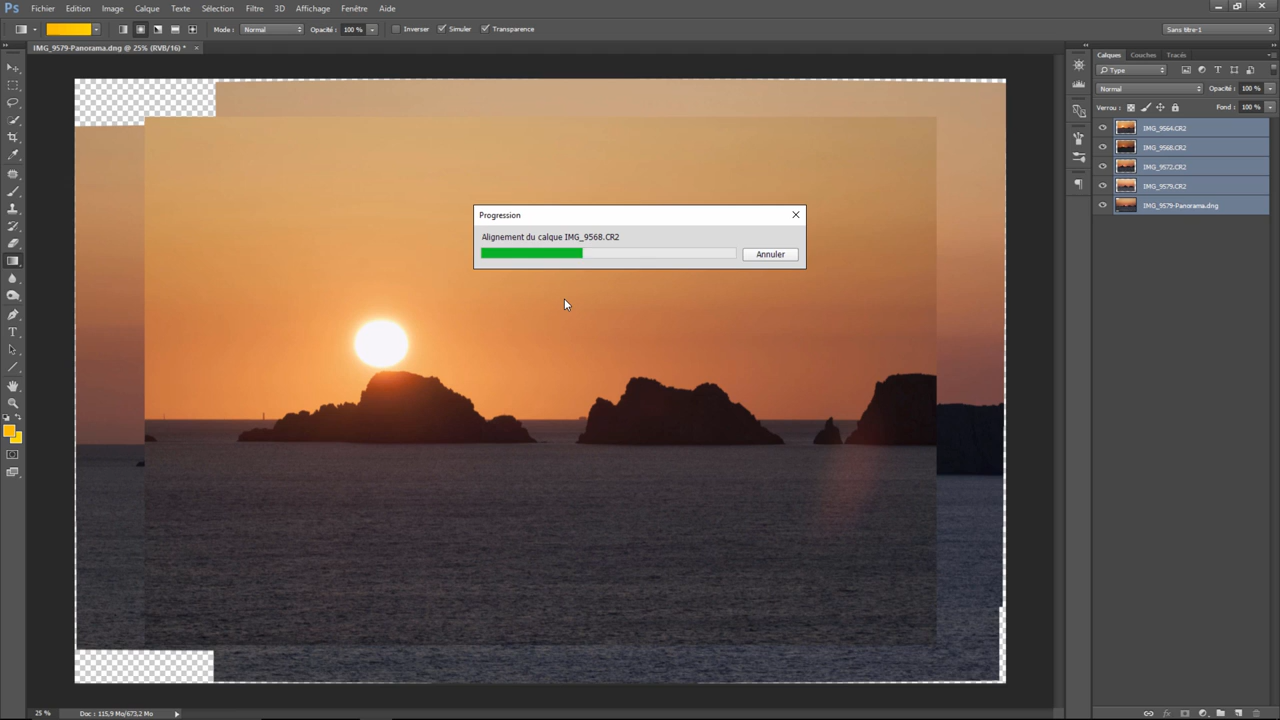 Ps Fichier Edition Image Calque Texte Sélection Filtre 3D Affichage Fenêtre Aide
Mode : Normal Opacité : 100 % Inverser Simuler Transparence Sans titre-1
IMG_9579-Panorama.dng @ 25% (RVB/16) * ×
Calques Couches Tracés
Type
Normal Opacité : 100 %
Verrou : Fond : 100 %
IMG_9564.CR2
IMG_9568.CR2
IMG_9572.CR2
IMG_9579.CR2
IMG_9579-Panorama.dng
Progression
Alignement du calque IMG_9568.CR2
Annuler
25 % Doc : 115,9 Mo/673,2 Mo